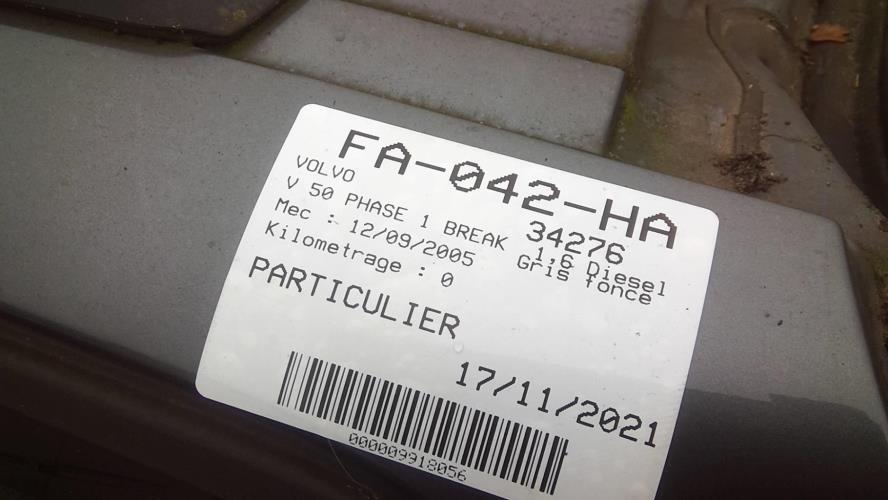 FA-042-HA
VOLVO
34276
V 50 PHASE 1 BREAK 1,6 Diesel
Mec : 12/09/2005 Gris fonce
Kilometrage : 0
PARTICULIER
17/11/2021
000009918056